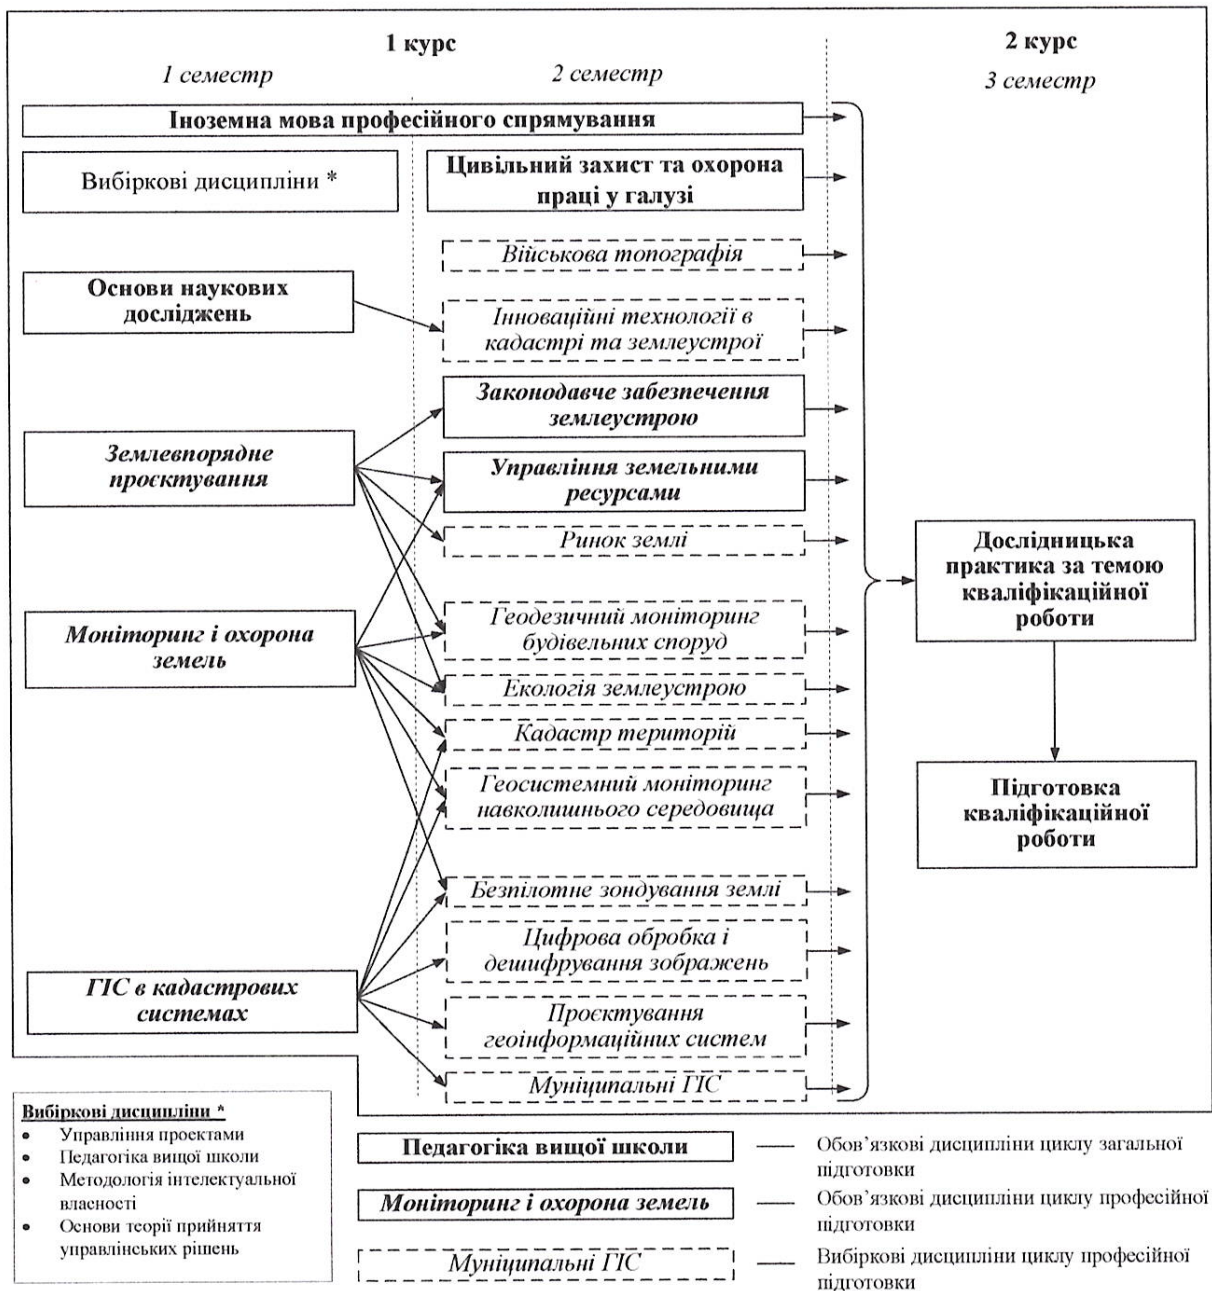 1 курс
2 курс
1 семестр
2 семестр
3 семестр
Іноземна мова професійного спрямування
Вибіркові дисципліни *
Цивільний захист та охорона
праці у галузі
Військова топографія
Основи наукових
досліджень
Інноваційні технології в
кадастрі та землеустрої
Законодавче забезпечення
землеустрою
Землевпорядне
проєктування
Управління земельними
ресурсами
Ринок землі
Дослідницька
практика за темою
кваліфікаційної
роботи
Моніторинг і охорона
земель
Геодезичний моніторинг
будівельних споруд
Екологія землеустрою
Кадастр територій
Геосистемний моніторинг
навколишнього середовища
Підготовка
кваліфікаційної
роботи
Безпілотне зондування землі
Цифрова обробка і
дешифрування зображень
ГІС в кадастрових
системах
Проєктування
геоінформаційних систем
Муніципальні ГІС
Вибіркові дисципліни *
• Управління проектами
• Педагогіка вищої школи
• Методологія інтелектуальної
власності
• Основи теорії прийняття
управлінських рішень
Педагогіка вищої школи
— Обов’язкові дисципліни циклу загальної
підготовки
Моніторинг і охорона земель
— Обов’язкові дисципліни циклу професійної
підготовки
Муніципальні ГІС
— Вибіркові дисципліни циклу професійної
підготовки